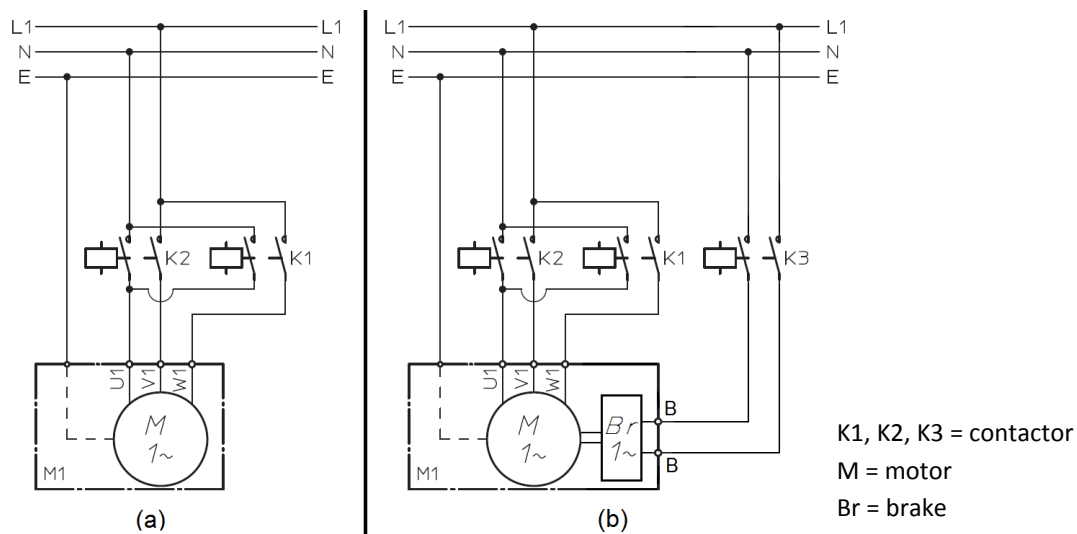 L1 L1
N N
E E
K2 K1
U1 V1 W1
M
1~
M1
(a)
L1 L1
N N
E E
K2 K1 K3
U1 V1 W1
B
M Br
1~ 1~
B
M1
(b)
K1, K2, K3 = contactor
M = motor
Br = brake